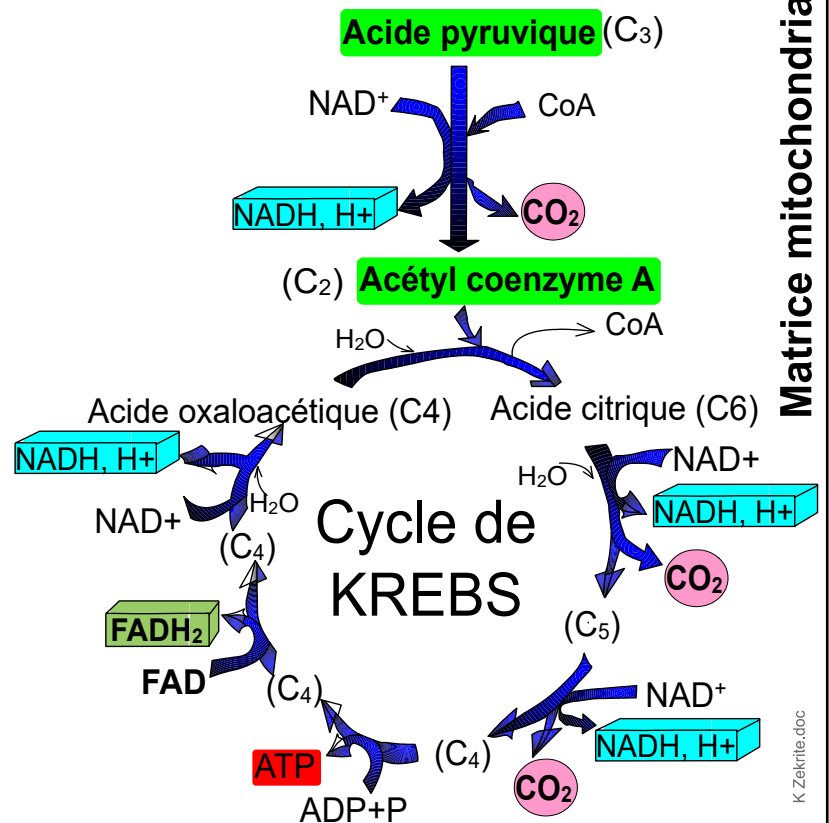 Acide pyruvique (C₃)
NAD⁺
CoA
NADH, H+
CO₂
(C₂) Acétyl coenzyme A
H₂O
CoA
Acide oxaloacétique (C4)
Acide citrique (C6)
NADH, H+
NAD+
H₂O
(C₄)
H₂O
NAD+
NADH, H+
CO₂
(C₅)
Cycle de
KREBS
FADH₂
FAD
(C₄)
NAD⁺
NADH, H+
(C₄)
CO₂
ATP
ADP+P
Matrice mitochondria
K Zekrite.doc